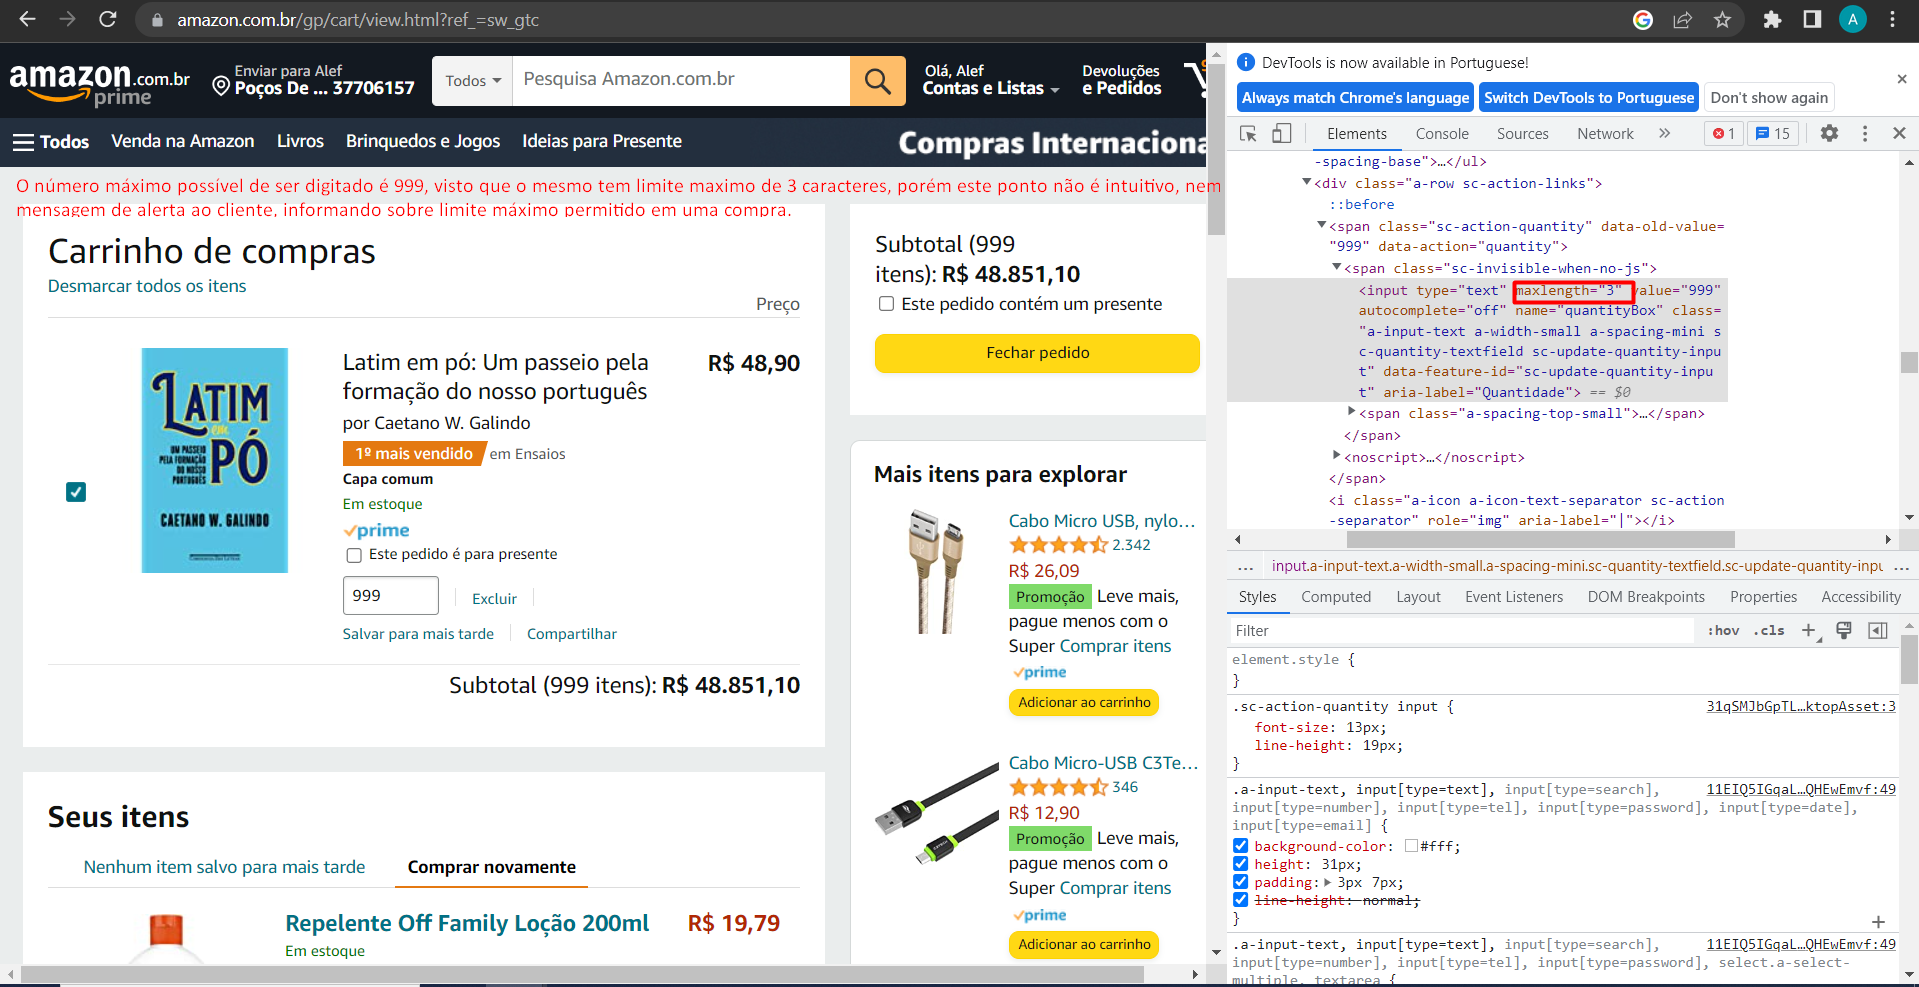 amazon.com.br/gp/cart/view.html?ref_=sw_gtc
A
amazon.com.br
prime
Enviar para Alef
Poços De ... 37706157
Todos
Pesquisa Amazon.com.br
Olá, Alef
Contas e Listas
Devoluções
e Pedidos
Todos
Venda na Amazon
Livros
Brinquedos e Jogos
Ideias para Presente
Compras Internaciona
O número máximo possível de ser digitado é 999, visto que o mesmo tem limite maximo de 3 caracteres, porém este ponto não é intuitivo, nem
mensagem de alerta ao cliente, informando sobre limite máximo permitido em uma compra.
Carrinho de compras
Desmarcar todos os itens
Preço
LATIM
em
PÓ
UM PASSEIO
PELA FORMAÇÃO
DO NOSSO
PORTUGUÊS
CAETANO W. GALINDO
Latim em pó: Um passeio pela
formação do nosso português
R$ 48,90
por Caetano W. Galindo
1º mais vendido em Ensaios
Capa comum
Em estoque
prime
Este pedido é para presente
999
Excluir
Salvar para mais tarde
Compartilhar
Subtotal (999 itens): R$ 48.851,10
Seus itens
Nenhum item salvo para mais tarde
Comprar novamente
Repelente Off Family Loção 200ml
R$ 19,79
Em estoque
Subtotal (999
itens): R$ 48.851,10
Este pedido contém um presente
Fechar pedido
Mais itens para explorar
Cabo Micro USB, nylo...
2.342
R$ 26,09
Promoção Leve mais,
pague menos com o
Super Comprar itens
prime
Adicionar ao carrinho
Cabo Micro-USB C3Te...
346
R$ 12,90
Promoção Leve mais,
pague menos com o
Super Comprar itens
prime
Adicionar ao carrinho
DevTools is now available in Portuguese!
Always match Chrome's language
Switch DevTools to Portuguese
Don't show again
Elements
Console
Sources
Network
1
15
-spacing-base">…</ul>
<div class="a-row sc-action-links">
::before
<span class="sc-action-quantity" data-old-value=
"999" data-action="quantity">
<span class="sc-invisible-when-no-js">
<input type="text" maxlength="3" value="999"
autocomplete="off" name="quantityBox" class=
"a-input-text a-width-small a-spacing-mini s
c-quantity-textfield sc-update-quantity-inpu
t" data-feature-id="sc-update-quantity-inpu
t" aria-label="Quantidade"> == $0
<span class="a-spacing-top-small">…</span>
</span>
<noscript>…</noscript>
</span>
<i class="a-icon a-icon-text-separator sc-action
-separator" role="img" aria-label="|"></i>
... input.a-input-text.a-width-small.a-spacing-mini.sc-quantity-textfield.sc-update-quantity-inpu ...
Styles
Computed
Layout
Event Listeners
DOM Breakpoints
Properties
Accessibility
Filter
:hov
.cls
element.style {
}
.sc-action-quantity input {
31qSMJbGpTL…ktopAsset:3
font-size: 13px;
line-height: 19px;
}
.a-input-text, input[type=text], input[type=search],
11EIQ5IGqaL…QHEwEmvf:49
input[type=number], input[type=tel], input[type=password], input[type=date],
input[type=email] {
background-color: #fff;
height: 31px;
padding: 3px 7px;
line-height: normal;
}
.a-input-text, input[type=text], input[type=search],
11EIQ5IGqaL…QHEwEmvf:49
input[type=number], input[type=tel], input[type=password], select.a-select-
multiple, textarea {